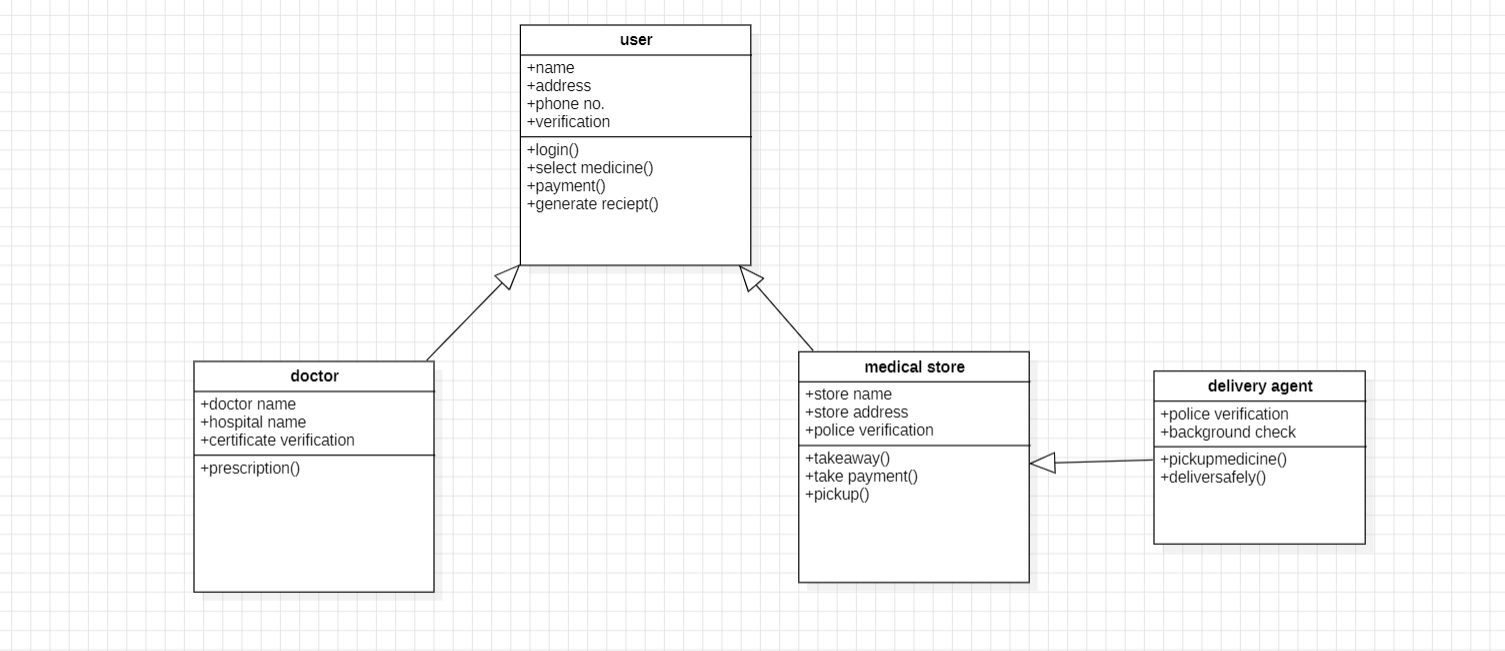 user
+name
+address
+phone no.
+verification
+login()
+select medicine()
+payment()
+generate reciept()
doctor
+doctor name
+hospital name
+certificate verification
+prescription()
medical store
+store name
+store address
+police verification
+takeaway()
+take payment()
+pickup()
delivery agent
+police verification
+background check
+pickupmedicine()
+deliversafely()